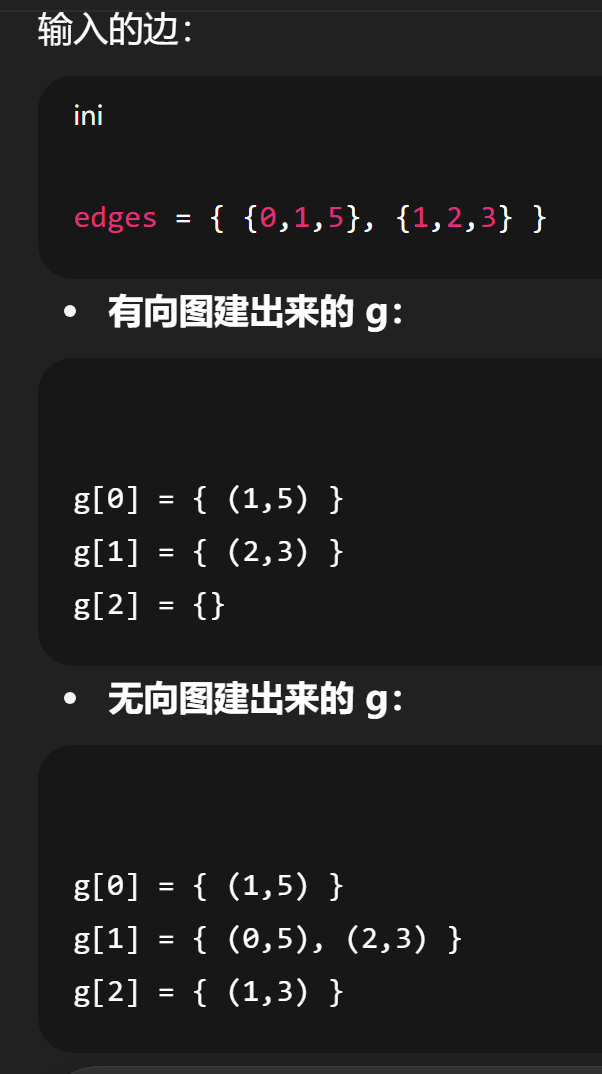 输入的边：
ini
edges = { {0,1,5}, {1,2,3} }
• 有向图建出来的 g：
g[0] = { (1,5) }
g[1] = { (2,3) }
g[2] = {}
• 无向图建出来的 g：
g[0] = { (1,5) }
g[1] = { (0,5), (2,3) }
g[2] = { (1,3) }